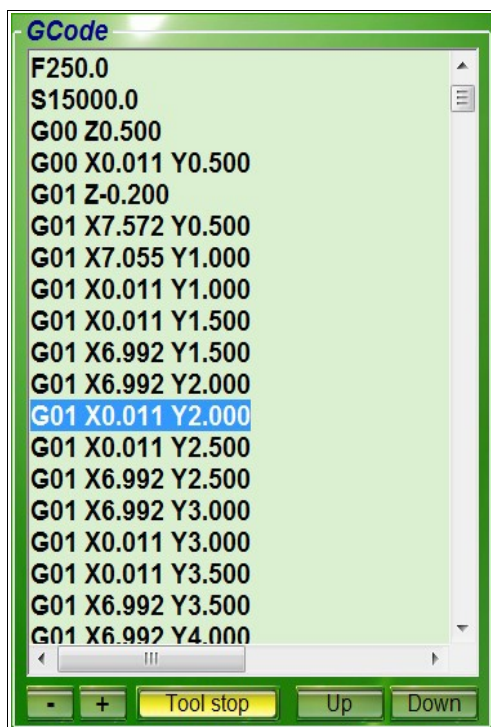 GCode
F250.0
S15000.0
G00 Z0.500
G00 X0.011 Y0.500
G01 Z-0.200
G01 X7.572 Y0.500
G01 X7.055 Y1.000
G01 X0.011 Y1.000
G01 X0.011 Y1.500
G01 X6.992 Y1.500
G01 X6.992 Y2.000
G01 X0.011 Y2.000
G01 X0.011 Y2.500
G01 X6.992 Y2.500
G01 X6.992 Y3.000
G01 X0.011 Y3.000
G01 X0.011 Y3.500
G01 X6.992 Y3.500
G01 X6.992 Y4.000
- + Tool stop Up Down